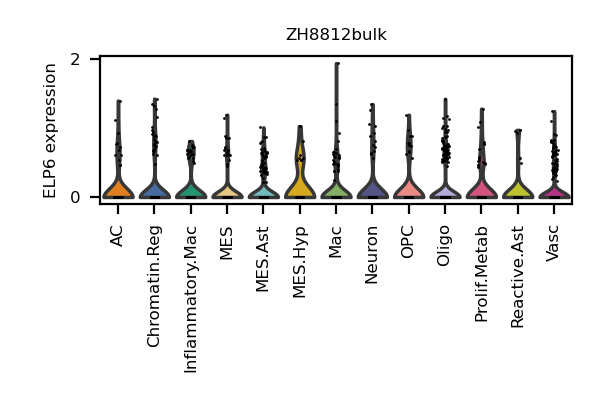 ZH8812bulk
ELP6 expression
2
0
AC
Chromatin.Reg
Inflammatory.Mac
MES
MES.Ast
MES.Hyp
Mac
Neuron
OPC
Oligo
Prolif.Metab
Reactive.Ast
Vasc